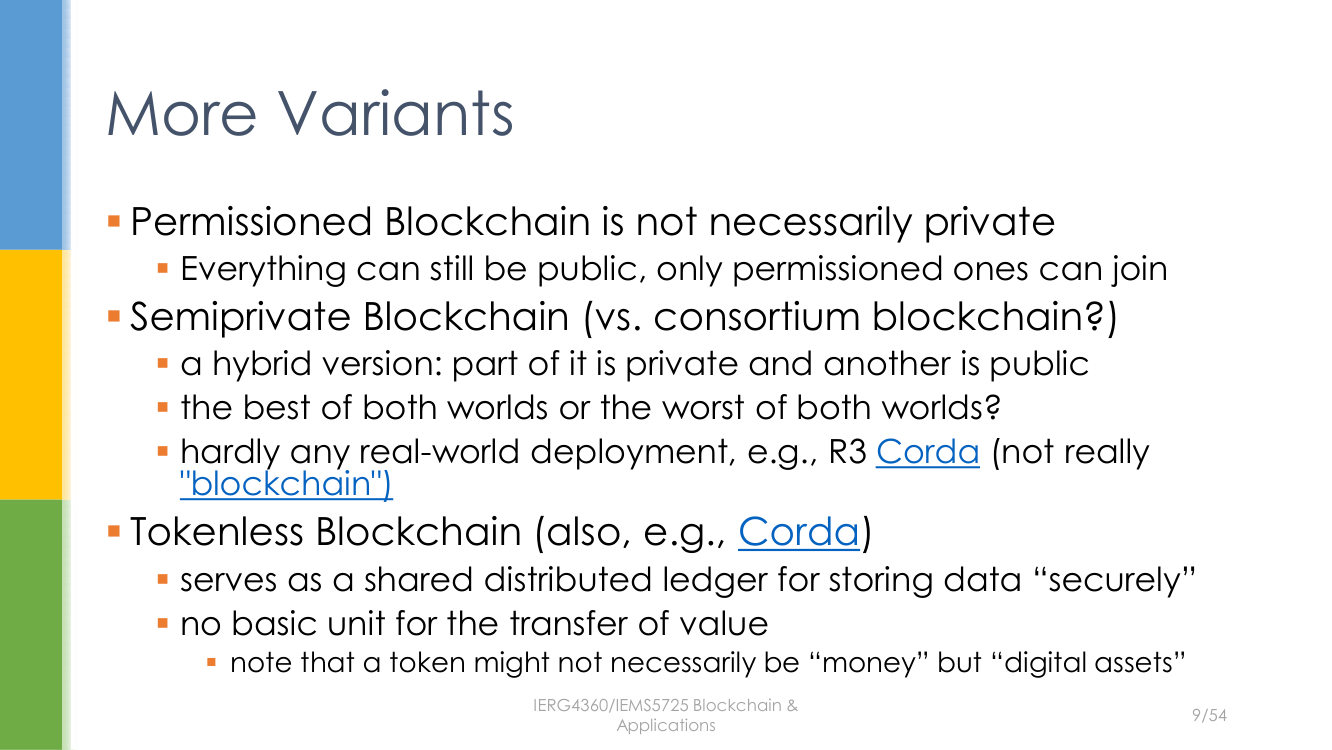 More Variants
Permissioned Blockchain is not necessarily private
Everything can still be public, only permissioned ones can join
Semiprivate Blockchain (vs. consortium blockchain?)
a hybrid version: part of it is private and another is public
the best of both worlds or the worst of both worlds?
hardly any real-world deployment, e.g., R3 Corda (not really
"blockchain")
Tokenless Blockchain (also, e.g., Corda)
serves as a shared distributed ledger for storing data “securely”
no basic unit for the transfer of value
note that a token might not necessarily be “money” but “digital assets”
IERG4360/IEMS5725 Blockchain &
Applications
9/54